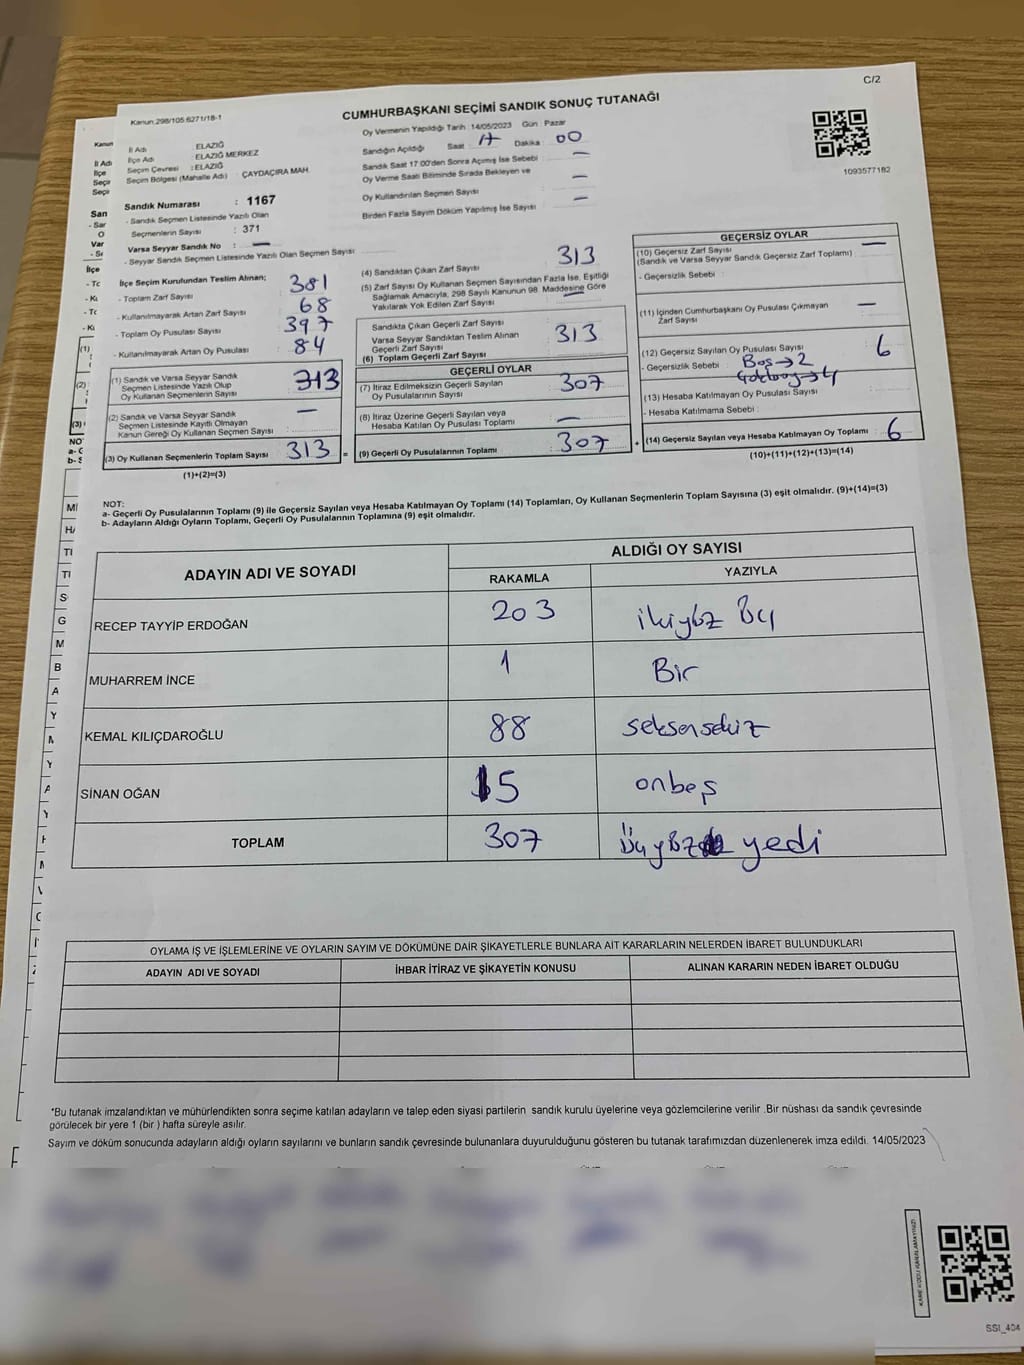 C/2
Kanun:298/105.6271/18-1
CUMHURBAŞKANI SEÇİMİ SANDIK SONUÇ TUTANAĞI
1093577182
İl Adı : ELAZIĞ
İlçe Adı : ELAZIĞ MERKEZ
Seçim Çevresi : ELAZIĞ
Seçim Bölgesi (Mahalle Adı) ÇAYDAÇIRA MAH.
Sandık Numarası : 1167
- Sandık Seçmen Listesinde Yazılı Olan
Seçmenlerin Sayısı : 371
Varsa Seyyar Sandık No : —
- Seyyar Sandık Seçmen Listesinde Yazılı Olan Seçmen Sayısı
Oy Vermenin Yapıldığı Tarih :14/05/2023 Gün : Pazar
Sandığın Açıldığı Saat 17 Dakika 00
Sandık Saat 17:00'den Sonra Açımış İse Sebebi —
Oy Verme Saati Bitiminde Sırada Bekleyen ve
Oy Kullandırılan Seçmen Sayısı —
Birden Fazla Sayım Döküm Yapılmış İse Sayısı —
İlçe Seçim Kurulundan Teslim Alınan;
- Toplam Zarf Sayısı 381
- Kullanılmayarak Artan Zarf Sayısı 68
- Toplam Oy Pusulası Sayısı 397
- Kullanılmayarak Artan Oy Pusulası 84
(1) Sandık ve Varsa Seyyar Sandık
Seçmen Listesinde Yazılı Olup
Oy Kullanan Seçmen Sayısı 313
(2) Sandık ve Varsa Seyyar Sandık
Seçmen Listesinde Kayıtlı Olmayan
Kanun Gereği Oy Kullanan Seçmen Sayısı : —
(3) Oy Kullanan Seçmenlerin Toplam Sayısı 313 =
(1)+(2)=(3)
(4) Sandıktan Çıkan Zarf Sayısı 313
(5) Zarf Sayısı Oy Kullanan Seçmen Sayısından Fazla İse, Eşitliği
Sağlamak Amacıyla, 298 Sayılı Kanunun 98. Maddesine Göre
Yakılarak Yok Edilen Zarf Sayısı —
Sandıkta Çıkan Geçerli Zarf Sayısı
Varsa Seyyar Sandıktan Teslim Alınan
Geçerli Zarf Sayısı
(6) Toplam Geçerli Zarf Sayısı 313
GEÇERLİ OYLAR
(7) İtiraz Edilmeksizin Geçerli Sayılan
Oy Pusulalarının Sayısı 307
(8) İtiraz Üzerine Geçerli Sayılan veya
Hesaba Katılan Oy Pusulası Toplamı —
(9) Geçerli Oy Pusulalarının Toplamı 307 +
GEÇERSİZ OYLAR
(10) Geçersiz Zarf Sayısı —
(Sandık ve Varsa Seyyar Sandık Geçersiz Zarf Toplamı) :
- Geçersizlik Sebebi :
(11) İçinden Cumhurbaşkanı Oy Pusulası Çıkmayan
Zarf Sayısı —
(12) Geçersiz Sayılan Oy Pusulası Sayısı 6
- Geçersizlik Sebebi : Boş→2
(13) Hesaba Katılmayan Oy Pusulası Sayısı
- Hesaba Katılmama Sebebi :
(14) Geçersiz Sayılan veya Hesaba Katılmayan Oy Toplamı : 6
(10)+(11)+(12)+(13)=(14)
NOT:
a- Geçerli Oy Pusulalarının Toplamı (9) ile Geçersiz Sayılan veya Hesaba Katılmayan Oy Toplamı (14) Toplamları, Oy Kullanan Seçmenlerin Toplam Sayısına (3) eşit olmalıdır. (9)+(14)=(3)
b- Adayların Aldığı Oyların Toplamı, Geçerli Oy Pusulalarının Toplamına (9) eşit olmalıdır.
ADAYIN ADI VE SOYADI ALDIĞI OY SAYISI
RAKAMLA YAZIYLA
RECEP TAYYİP ERDOĞAN 203 ikiyüz üç
MUHARREM İNCE 1 Bir
KEMAL KILIÇDAROĞLU 88 seksensekiz
SİNAN OĞAN 15 onbeş
TOPLAM 307 Üçyüz yedi
OYLAMA İŞ VE İŞLEMLERİNE VE OYLARIN SAYIM VE DÖKÜMÜNE DAİR ŞİKAYETLERLE BUNLARA AİT KARARLARIN NELERDEN İBARET BULUNDUKLARI
ADAYIN ADI VE SOYADI İHBAR İTİRAZ VE ŞİKAYETİN KONUSU ALINAN KARARIN NEDEN İBARET OLDUĞU
*Bu tutanak imzalandıktan ve mühürlendikten sonra seçime katılan adayların ve talep eden siyasi partilerin sandık kurulu üyelerine veya gözlemcilerine verilir .Bir nüshası da sandık çevresinde
görülecek bir yere 1 (bir ) hafta süreyle asılır.
Sayım ve döküm sonucunda adayların aldığı oyların sayılarını ve bunların sandık çevresinde bulunanlara duyurulduğunu gösteren bu tutanak tarafımızdan düzenlenerek imza edildi. 14/05/2023
SSI_404